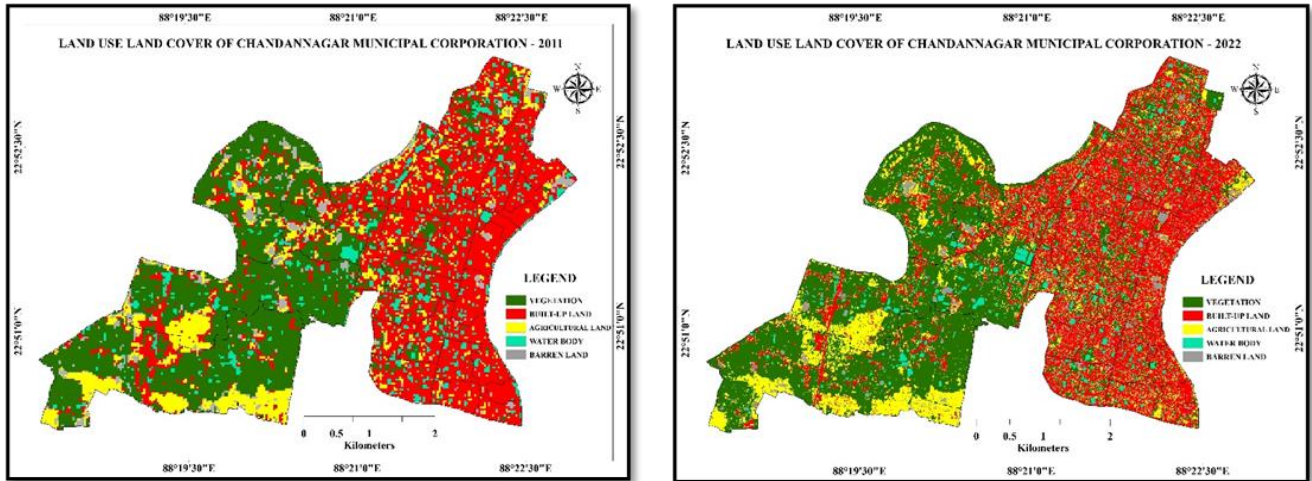 88°19'30"E 88°21'0"E 88°22'30"E
LAND USE LAND COVER OF CHANDANNAGAR MUNICIPAL CORPORATION - 2011
N
W E
S
22°52'30"N 22°52'30"N
22°51'0"N 22°51'0"N
LEGEND
VEGETATION
BUILT-UP LAND
AGRICULTURAL LAND
WATER BODY
BARREN LAND
0 0.5 1 2
Kilometers
88°19'30"E 88°21'0"E 88°22'30"E
88°19'30"E 88°21'0"E 88°22'30"E
LAND USE LAND COVER OF CHANDANNAGAR MUNICIPAL CORPORATION - 2022
N
W E
S
22°52'30"N 22°52'30"N
22°51'0"N 22°51'0"N
LEGEND
VEGETATION
BUILT-UP LAND
AGRICULTURAL LAND
WATER BODY
BARREN LAND
0 0.5 1 2
Kilometers
88°19'30"E 88°21'0"E 88°22'30"E